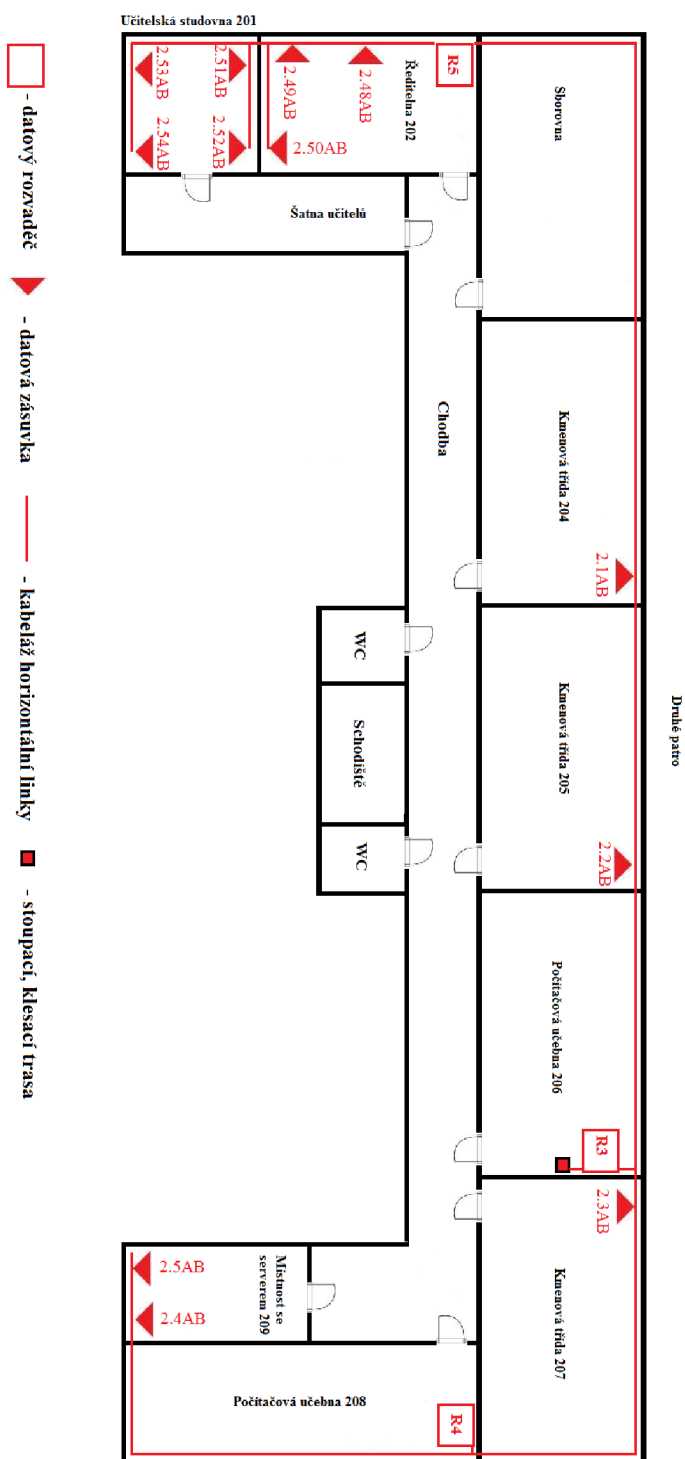 Učitelská studovna 201
2.53AB
2.54AB
2.51AB
2.52AB
2.49AB
2.50AB
2.48AB
Ředitelna 202
R5
Sborovna
Šatna učitelů
Chodba
Kmenová třída 204
2.1AB
WC
Schodiště
WC
Kmenová třída 205
2.2AB
Druhé patro
Počítačová učebna 206
R3
2.3AB
Kmenová třída 207
Místnost se
serverem 209
2.5AB
2.4AB
Počítačová učebna 208
R4
- datový rozvaděč
- datová zásuvka
- kabeláž horizontální linky
- stoupací, klesací trasa